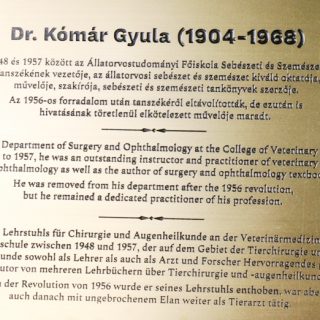 Dr. Kómár Gyula (1904-1968)
48 és 1957 között az Állatorvostudományi Főiskola Sebészeti és Szemészeti
tanszékének vezetője, az állatorvosi sebészet és szemészet kiváló oktatója,
művelője, szakírója, sebészeti és szemészeti tankönyvek szerzője.
Az 1956-os forradalom után tanszékéről eltávolították, de ezután is
hivatásának töretlenül elkötelezett művelője maradt.
Department of Surgery and Ophthalmology at the College of Veterinary
to 1957, he was an outstanding instructor and practitioner of veterinary
ophthalmology as well as the author of surgery and ophthalmology textbook
He was removed from his department after the 1956 revolution,
but he remained a dedicated practitioner of his profession.
Lehrstuhls für Chirurgie und Augenheilkunde an der Veterinärmedizin
schule zwischen 1948 und 1957, der auf dem Gebiet der Tierchirurgie und
kunde sowohl als Lehrer als auch als Arzt und Forscher Hervorragendes
utor von mehreren Lehrbüchern über Tierchirurgie und -augenheilkun
der Revolution von 1956 wurde er seines Lehrstuhls enthoben, war abe
auch danach mit ungebrochenem Elan weiter als Tierarzt tätig.